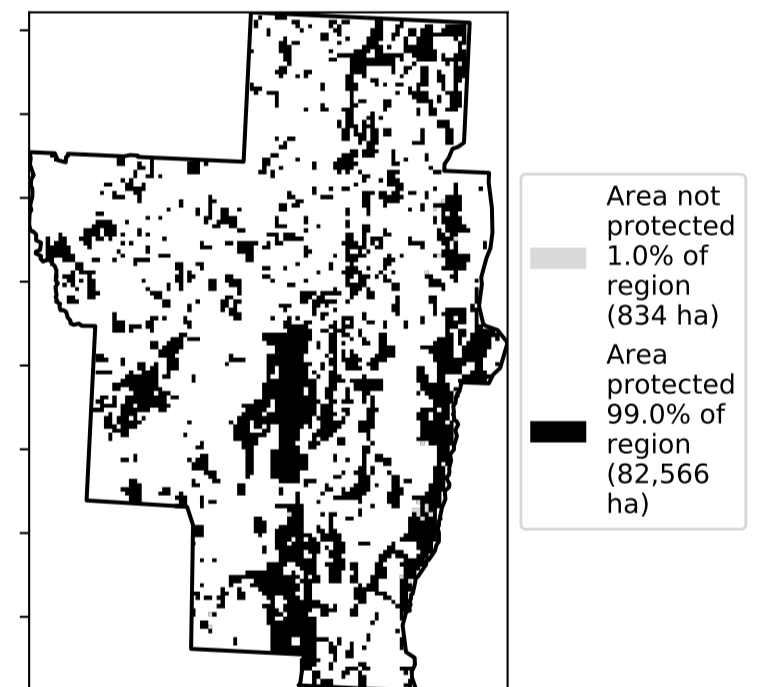 Area not
protected
1.0% of
region
(834 ha)
Area
protected
99.0% of
region
(82,566
ha)